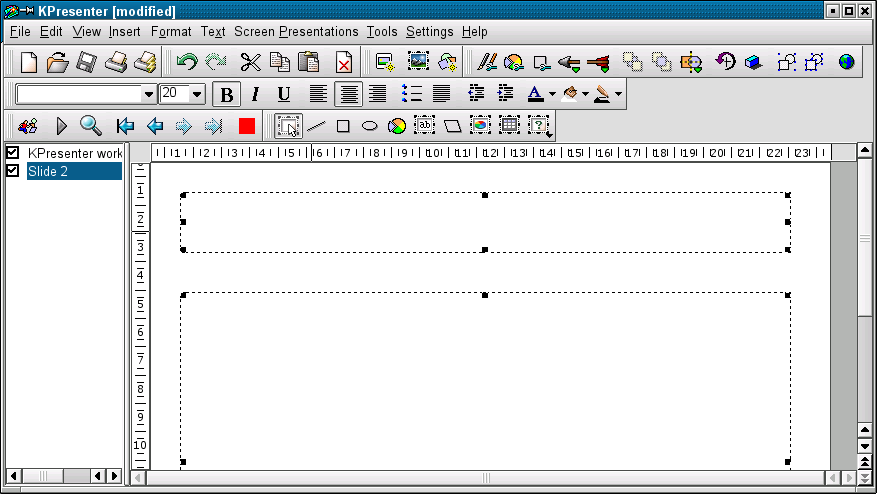 KPresenter [modified]
File Edit View Insert Format Text Screen Presentations Tools Settings Help
20 B I U A
ab ?
KPresenter work
Slide 2
1 2 3 4 5 6 7 8 9 10 11 12 13 14 15 16 17 18 19 20 21 22 23
1
2
3
4
5
6
7
8
9
10